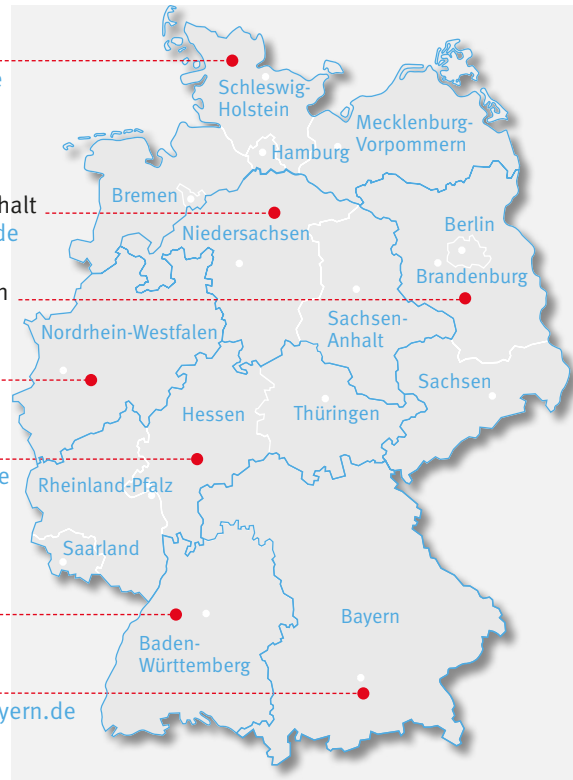 Schleswig-
Holstein
Mecklenburg-
Vorpommern
Hamburg
Bremen
halt
de
Niedersachsen
Berlin
Brandenburg
Nordrhein-Westfalen
Sachsen-
Anhalt
Sachsen
Hessen
Thüringen
Rheinland-Pfalz
Saarland
Bayern
Baden-
Württemberg
yern.de